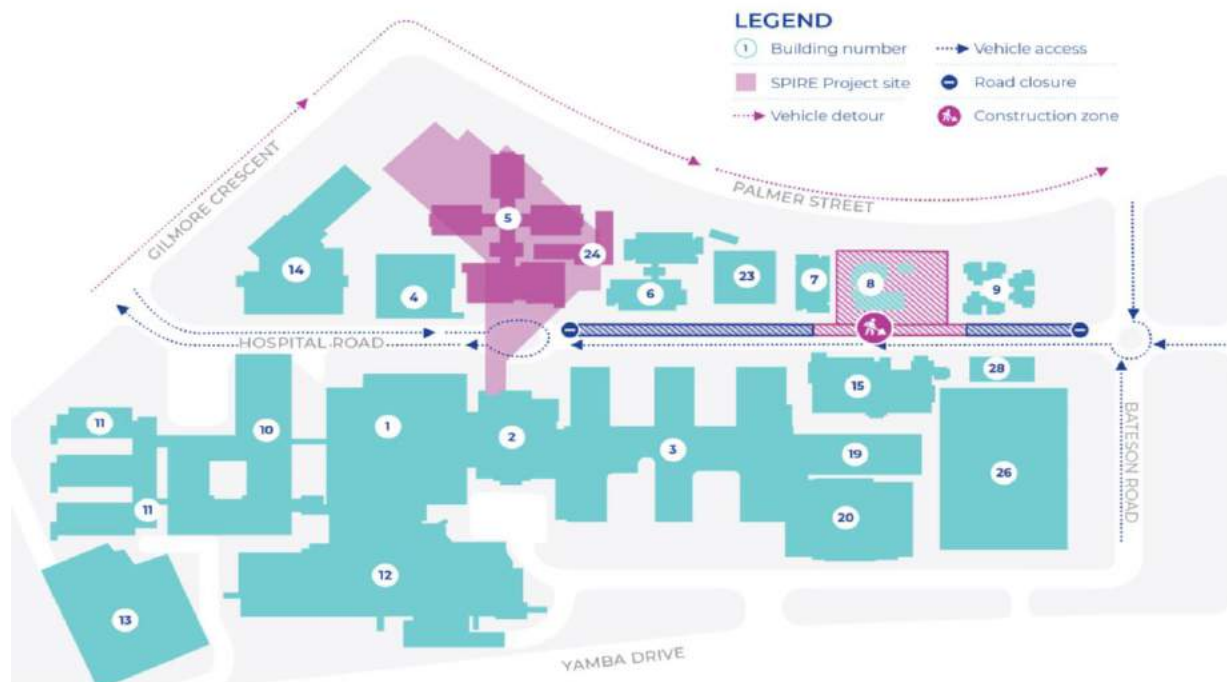 LEGEND
1 Building number
Vehicle access
SPIRE Project site
Road closure
Vehicle detour
Construction zone
GILMORE CRESCENT
PALMER STREET
5
24
14
4
6
23
7
8
9
HOSPITAL ROAD
15
28
11
10
1
2
3
19
26
BATESON ROAD
11
20
12
13
YAMBA DRIVE